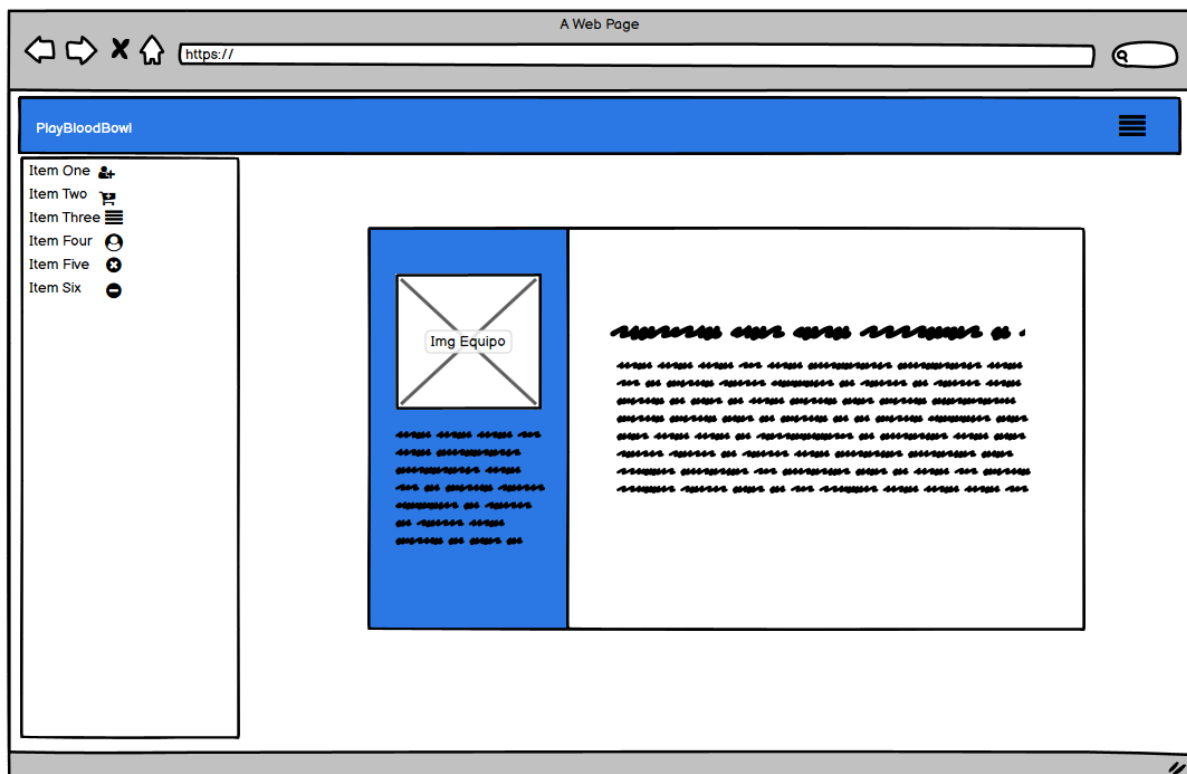 A Web Page
https://
PlayBloodBowl
Item One
Item Two
Item Three
Item Four
Item Five
Item Six
Img Equipo